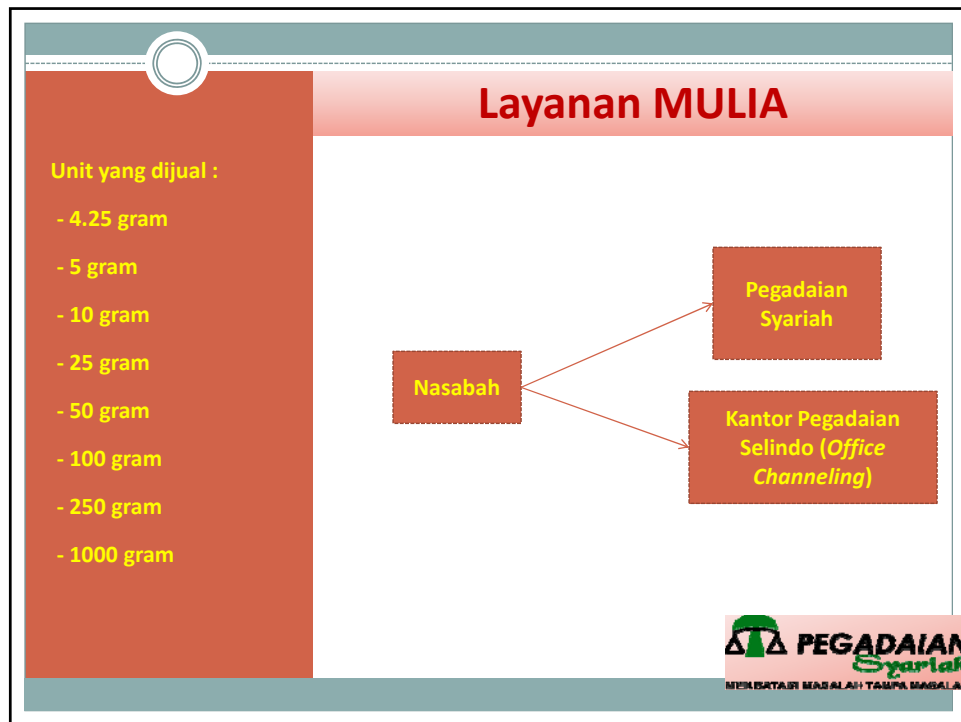 Layanan MULIA
Unit yang dijual :
- 4.25 gram
- 5 gram
- 10 gram
- 25 gram
- 50 gram
- 100 gram
- 250 gram
- 1000 gram
Nasabah
Pegadaian
Syariah
Kantor Pegadaian
Selindo (Office
Channeling)
PEGADAIAN
Syariah